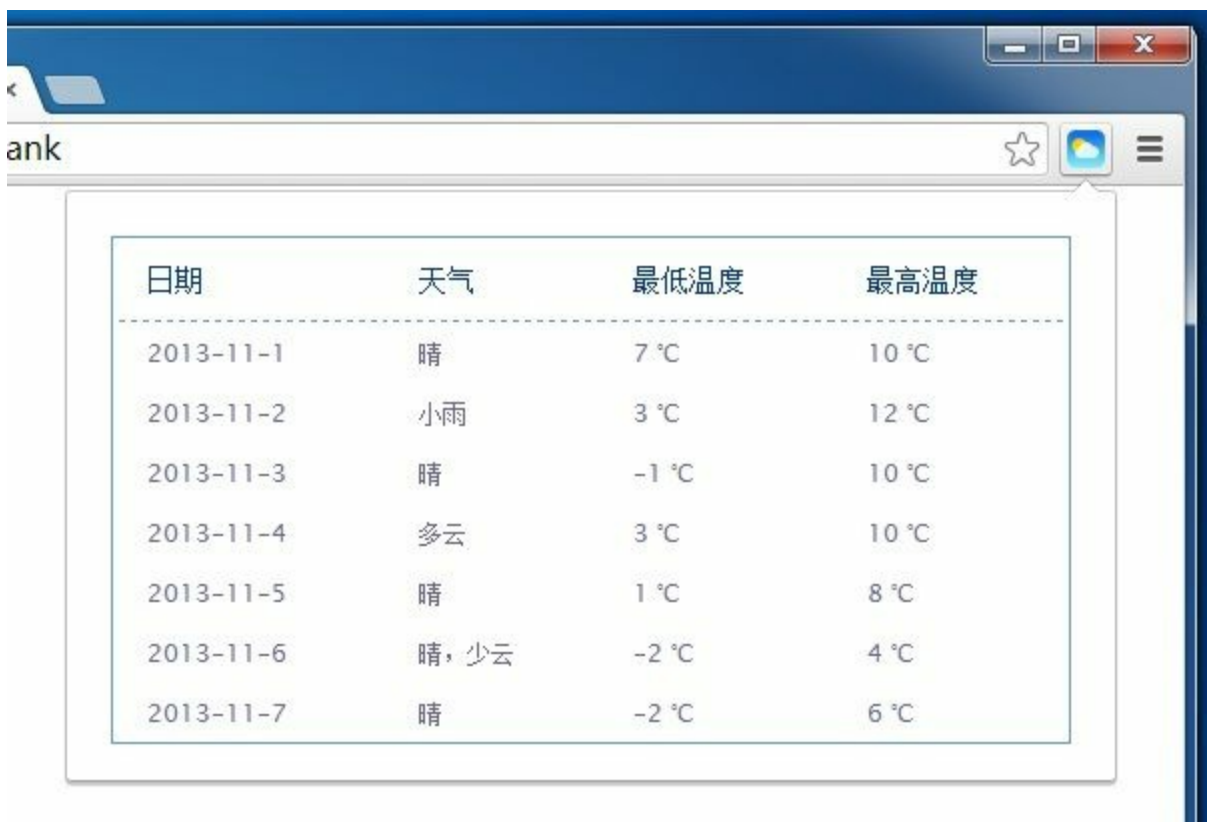 ank
日期 天气 最低温度 最高温度
2013-11-1 晴 7 ℃ 10 ℃
2013-11-2 小雨 3 ℃ 12 ℃
2013-11-3 晴 -1 ℃ 10 ℃
2013-11-4 多云 3 ℃ 10 ℃
2013-11-5 晴 1 ℃ 8 ℃
2013-11-6 晴，少云 -2 ℃ 4 ℃
2013-11-7 晴 -2 ℃ 6 ℃